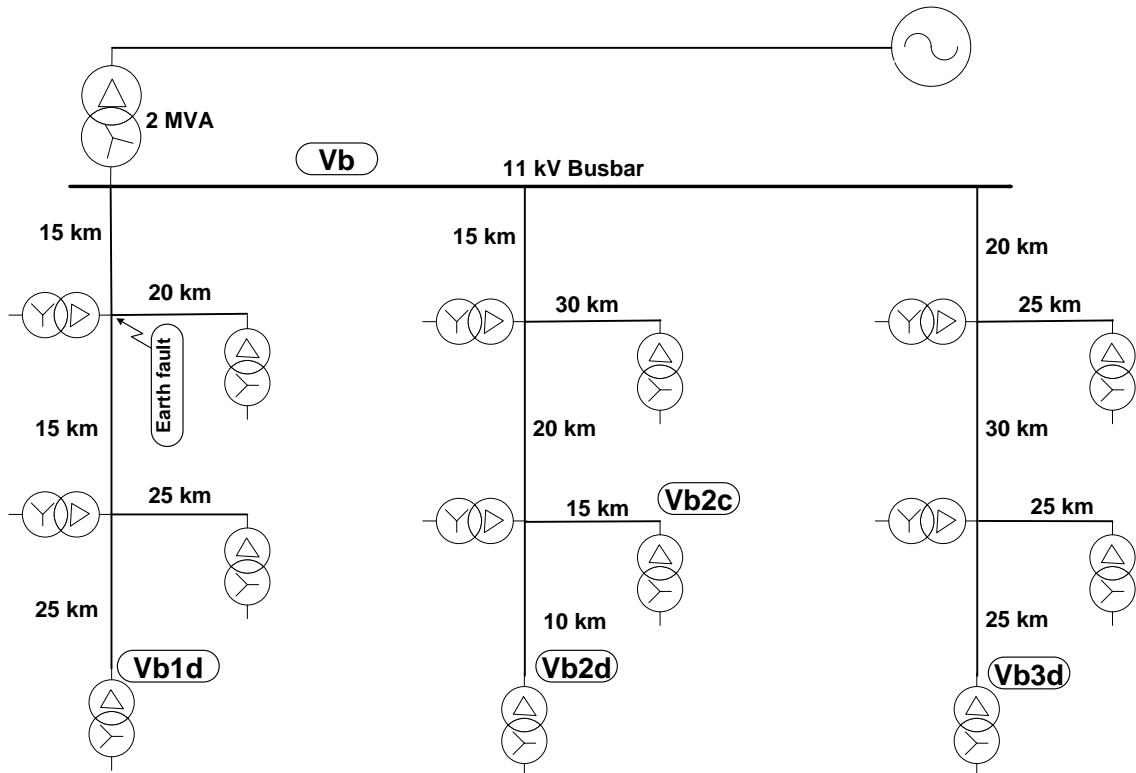 2 MVA
Vb
11 kV Busbar
15 km
15 km
20 km
20 km
30 km
25 km
Earth fault
15 km
20 km
30 km
25 km
15 km
Vb2c
25 km
25 km
10 km
25 km
Vb1d
Vb2d
Vb3d